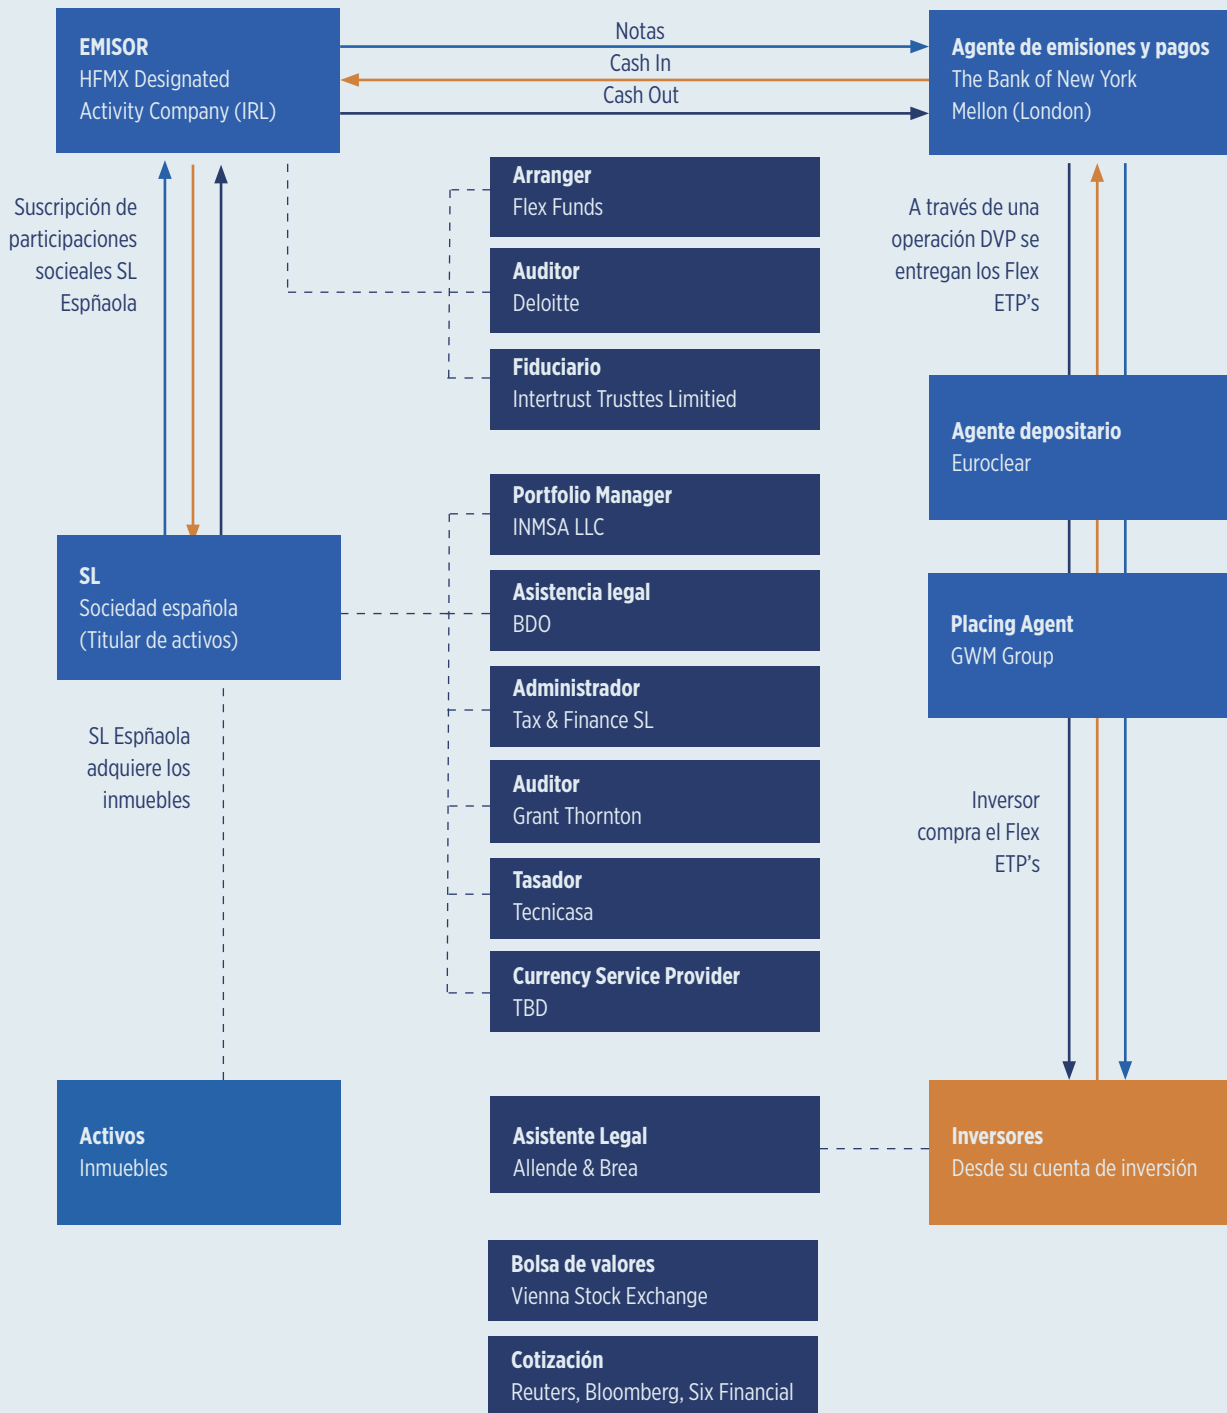 EMISOR
HFMX Designated
Activity Company (IRL)
Notas
Cash In
Cash Out
Agente de emisiones y pagos
The Bank of New York
Mellon (London)
Suscripción de
participaciones
socieales SL
Espñaola
Arranger
Flex Funds
Auditor
Deloitte
Fiduciario
Intertrust Trusttes Limitied
A través de una
operación DVP se
entregan los Flex
ETP’s
Agente depositario
Euroclear
Portfolio Manager
INMSA LLC
Asistencia legal
BDO
Administrador
Tax & Finance SL
Auditor
Grant Thornton
Tasador
Tecnicasa
Currency Service Provider
TBD
SL
Sociedad española
(Titular de activos)
Placing Agent
GWM Group
SL Espñaola
adquiere los
inmuebles
Inversor
compra el Flex
ETP’s
Activos
Inmuebles
Asistente Legal
Allende & Brea
Inversores
Desde su cuenta de inversión
Bolsa de valores
Vienna Stock Exchange
Cotización
Reuters, Bloomberg, Six Financial